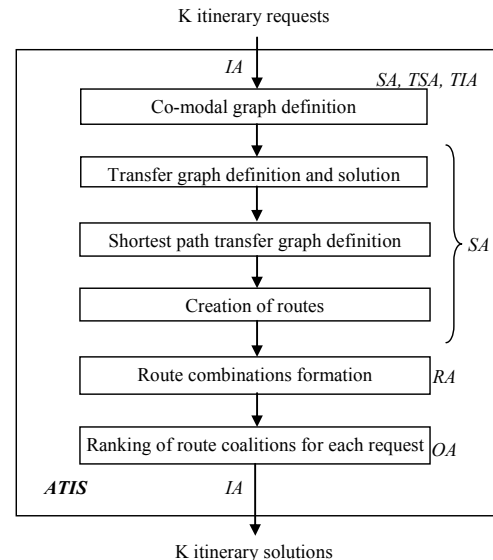 K itinerary requests
IA
SA, TSA, TIA
Co-modal graph definition
Transfer graph definition and solution
Shortest path transfer graph definition
SA
Creation of routes
Route combinations formation
RA
Ranking of route coalitions for each request
OA
ATIS
IA
K itinerary solutions